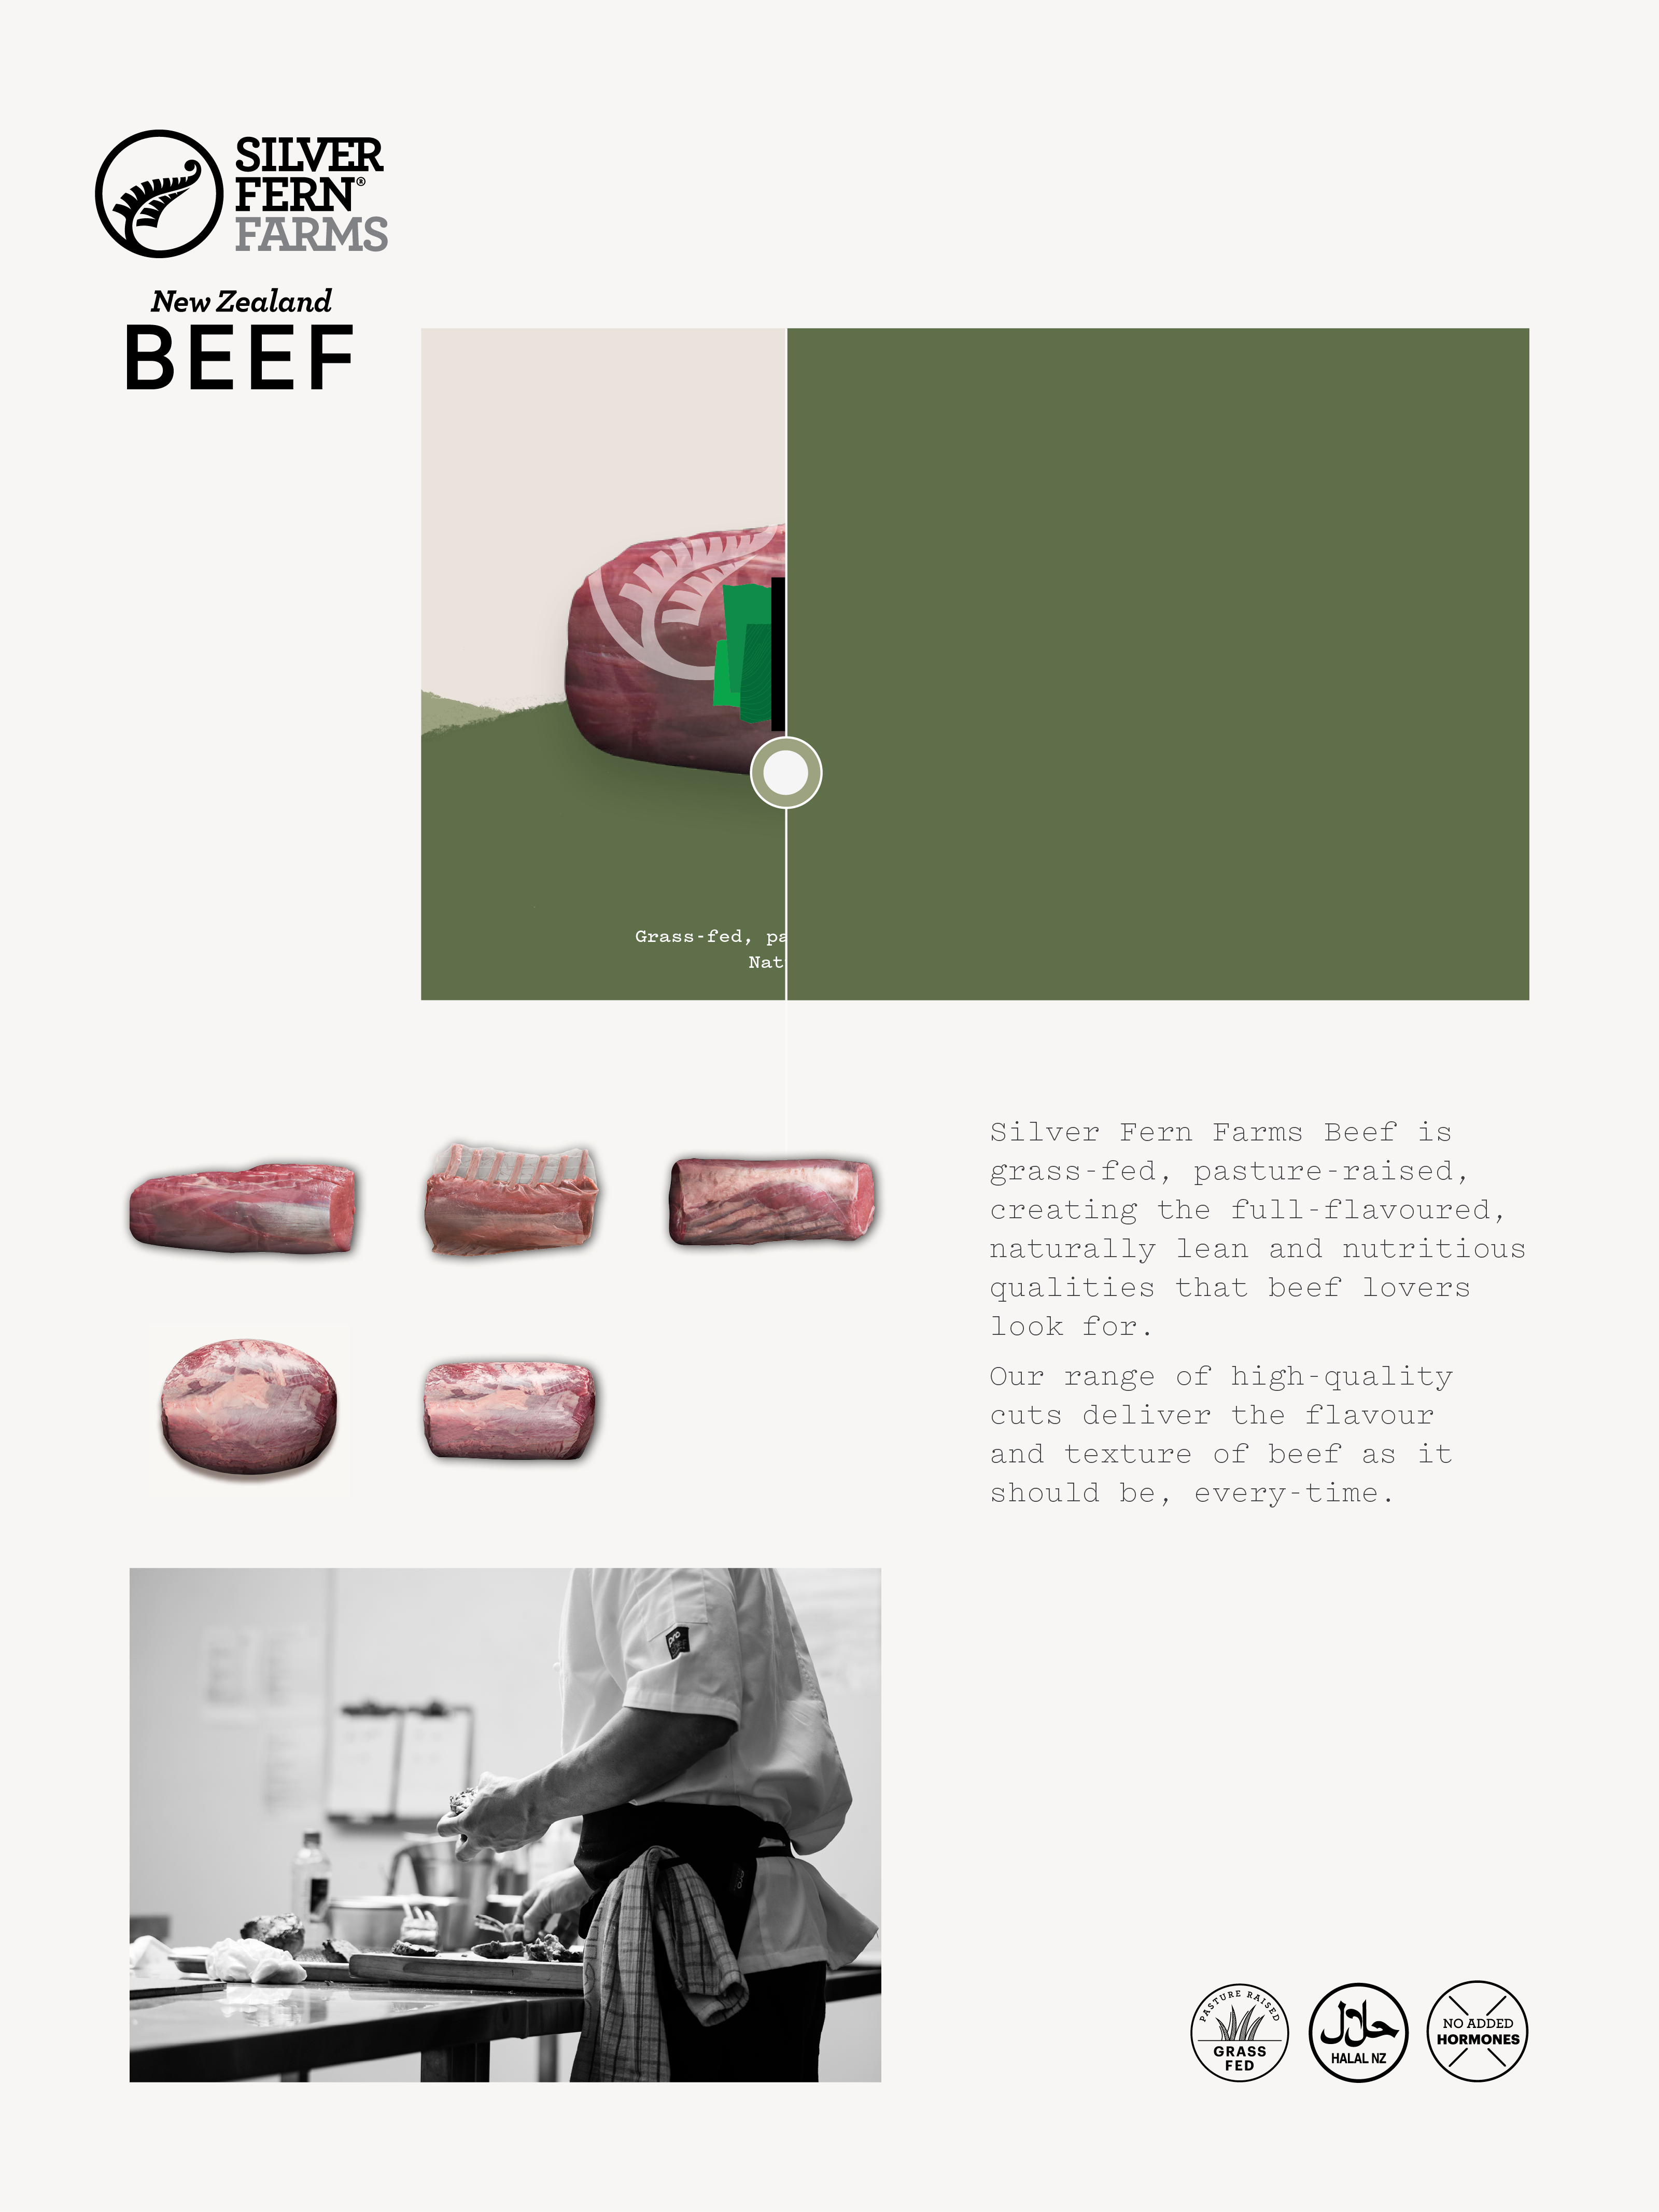 SILVER
FERN®
FARMS
New Zealand
BEEF
Grass-fed, pa
Nat
Silver Fern Farms Beef is
grass-fed, pasture-raised,
creating the full-flavoured,
naturally lean and nutritious
qualities that beef lovers
look for.
Our range of high-quality
cuts deliver the flavour
and texture of beef as it
should be, every-time.
pro
PASTURE RAISED
GRASS
FED
حلال
HALAL NZ
NO ADDED
HORMONES